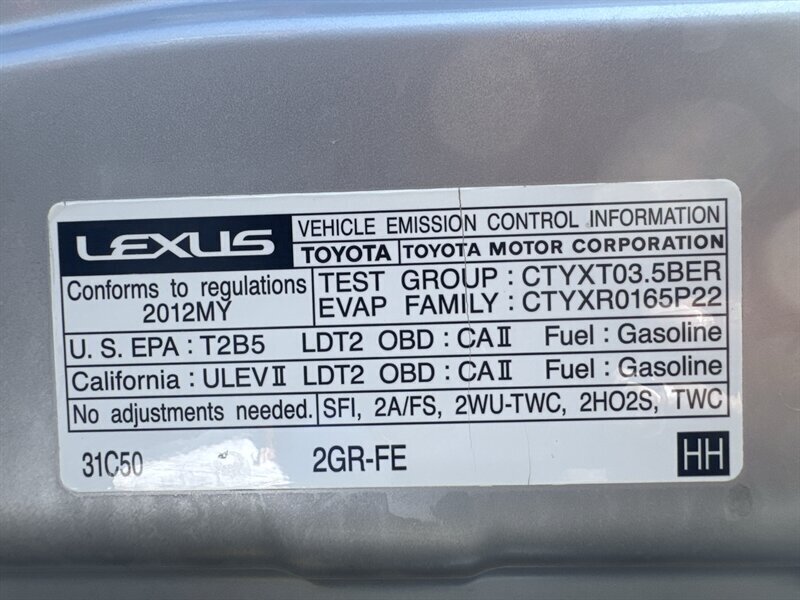 LEXUS VEHICLE EMISSION CONTROL INFORMATION
TOYOTA TOYOTA MOTOR CORPORATION
Conforms to regulations TEST GROUP : CTYXT03.5BER
2012MY EVAP FAMILY : CTYXR0165P22
U. S. EPA : T2B5 LDT2 OBD : CAⅡ Fuel : Gasoline
California : ULEVⅡ LDT2 OBD : CAⅡ Fuel : Gasoline
No adjustments needed. SFI, 2A/FS, 2WU-TWC, 2HO2S, TWC
31C50 2GR-FE HH